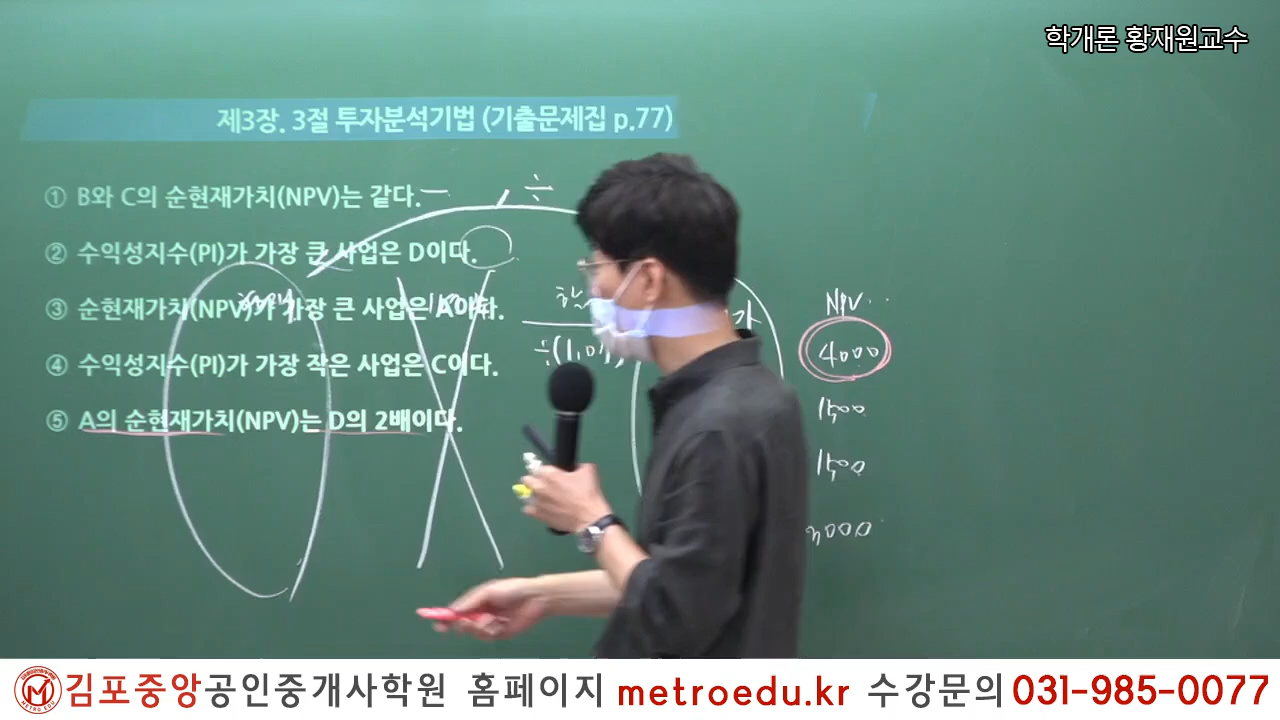 학개론 황재원교수
제3장. 3절 투자분석기법 (기출문제집 p.77)
① B와 C의 순현재가치(NPV)는 같다.
② 수익성지수(PI)가 가장 큰 사업은 D이다.
③ 순현재가치(NPV)가 가장 큰 사업은 A이다.
④ 수익성지수(PI)가 가장 작은 사업은 C이다.
⑤ A의 순현재가치(NPV)는 D의 2배이다.
− , ÷
NPV
4000
1500
1500
김포중앙공인중개사학원 홈페이지 metroedu.kr 수강문의 031-985-0077